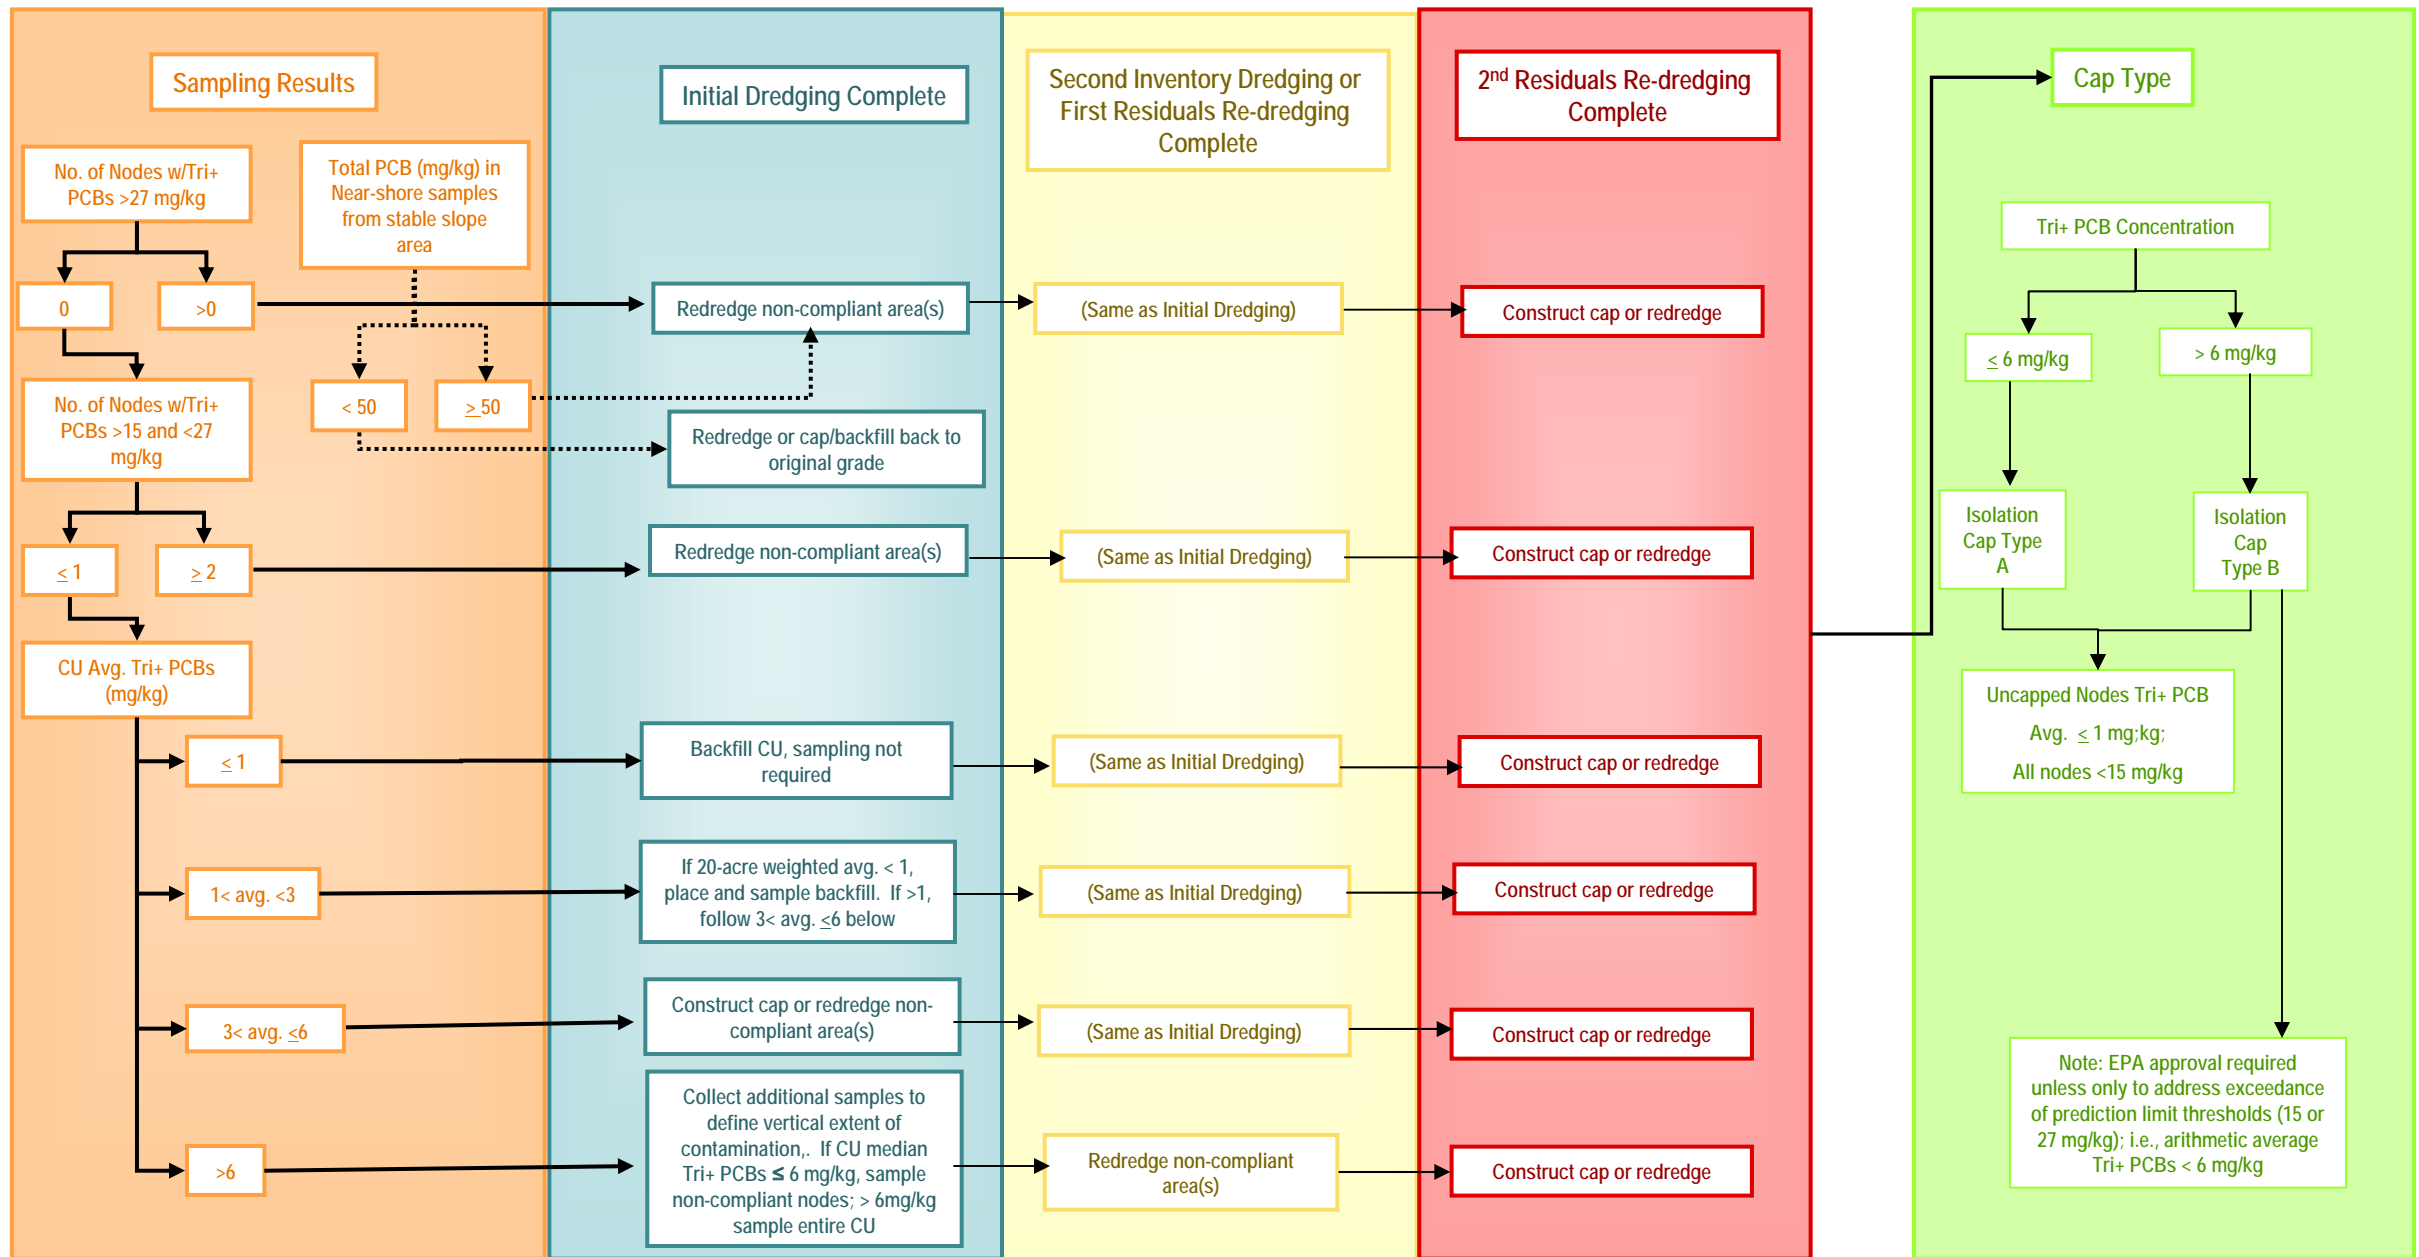 Sampling Results
No. of Nodes w/Tri+
PCBs >27 mg/kg
Total PCB (mg/kg) in
Near-shore samples
from stable slope
area
0
>0
No. of Nodes w/Tri+
PCBs >15 and <27
mg/kg
< 50
≥ 50
≤ 1
≥ 2
CU Avg. Tri+ PCBs
(mg/kg)
≤ 1
1< avg. <3
3< avg. ≤6
>6
Initial Dredging Complete
Redredge non-compliant area(s)
Redredge or cap/backfill back to
original grade
Redredge non-compliant area(s)
Backfill CU, sampling not
required
If 20-acre weighted avg. < 1,
place and sample backfill. If >1,
follow 3< avg. ≤6 below
Construct cap or redredge non-
compliant area(s)
Collect additional samples to
define vertical extent of
contamination,. If CU median
Tri+ PCBs ≤ 6 mg/kg, sample
non-compliant nodes; > 6mg/kg
sample entire CU
Second Inventory Dredging or
First Residuals Re-dredging
Complete
(Same as Initial Dredging)
(Same as Initial Dredging)
(Same as Initial Dredging)
(Same as Initial Dredging)
(Same as Initial Dredging)
Redredge non-compliant
area(s)
2nd Residuals Re-dredging
Complete
Construct cap or redredge
Construct cap or redredge
Construct cap or redredge
Construct cap or redredge
Construct cap or redredge
Construct cap or redredge
Cap Type
Tri+ PCB Concentration
≤ 6 mg/kg
> 6 mg/kg
Isolation
Cap Type
A
Isolation
Cap
Type B
Uncapped Nodes Tri+ PCB
Avg. ≤ 1 mg;kg;
All nodes <15 mg/kg
Note: EPA approval required
unless only to address exceedance
of prediction limit thresholds (15 or
27 mg/kg); i.e., arithmetic average
Tri+ PCBs < 6 mg/kg